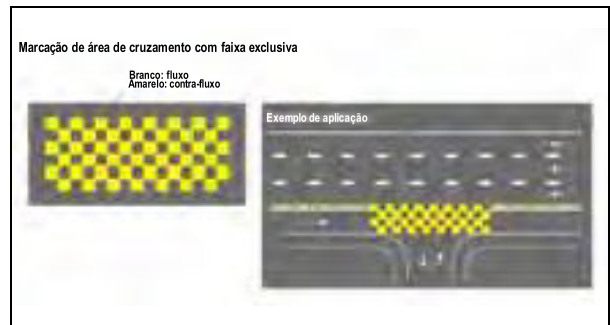 Marcação de área de cruzamento com faixa exclusiva
Branco: fluxo
Amarelo: contra-fluxo
Exemplo de aplicação